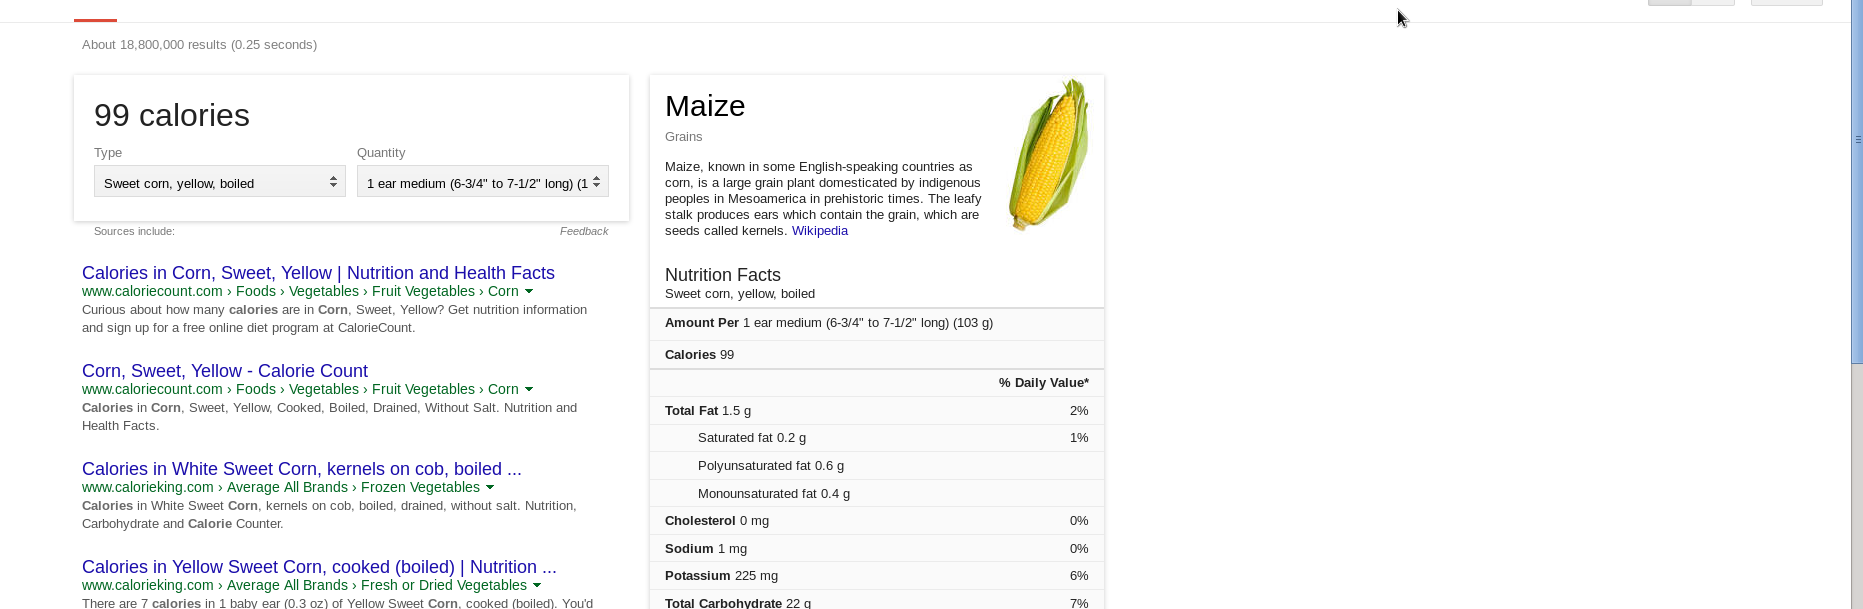 About 18,800,000 results (0.25 seconds)
99 calories
Type
Quantity
Sweet corn, yellow, boiled
1 ear medium (6-3/4" to 7-1/2" long) (1
Sources include:
Feedback
Calories in Corn, Sweet, Yellow | Nutrition and Health Facts
www.caloriecount.com › Foods › Vegetables › Fruit Vegetables › Corn
Curious about how many calories are in Corn, Sweet, Yellow? Get nutrition information
and sign up for a free online diet program at CalorieCount.
Corn, Sweet, Yellow - Calorie Count
www.caloriecount.com › Foods › Vegetables › Fruit Vegetables › Corn
Calories in Corn, Sweet, Yellow, Cooked, Boiled, Drained, Without Salt. Nutrition and
Health Facts.
Calories in White Sweet Corn, kernels on cob, boiled ...
www.calorieking.com › Average All Brands › Frozen Vegetables
Calories in White Sweet Corn, kernels on cob, boiled, drained, without salt. Nutrition,
Carbohydrate and Calorie Counter.
Calories in Yellow Sweet Corn, cooked (boiled) | Nutrition ...
www.calorieking.com › Average All Brands › Fresh or Dried Vegetables
There are 7 calories in 1 baby ear (0.3 oz) of Yellow Sweet Corn, cooked (boiled). You'd
Maize
Grains
Maize, known in some English-speaking countries as
corn, is a large grain plant domesticated by indigenous
peoples in Mesoamerica in prehistoric times. The leafy
stalk produces ears which contain the grain, which are
seeds called kernels. Wikipedia
Nutrition Facts
Sweet corn, yellow, boiled
Amount Per 1 ear medium (6-3/4" to 7-1/2" long) (103 g)
Calories 99
% Daily Value*
Total Fat 1.5 g 2%
Saturated fat 0.2 g 1%
Polyunsaturated fat 0.6 g
Monounsaturated fat 0.4 g
Cholesterol 0 mg 0%
Sodium 1 mg 0%
Potassium 225 mg 6%
Total Carbohydrate 22 g 7%